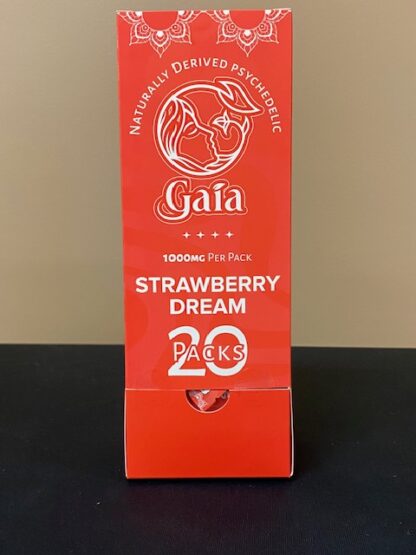 Naturally Derived Psychedelic
Gaia
1000mg Per Pack
STRAWBERRY
DREAM
20
Packs